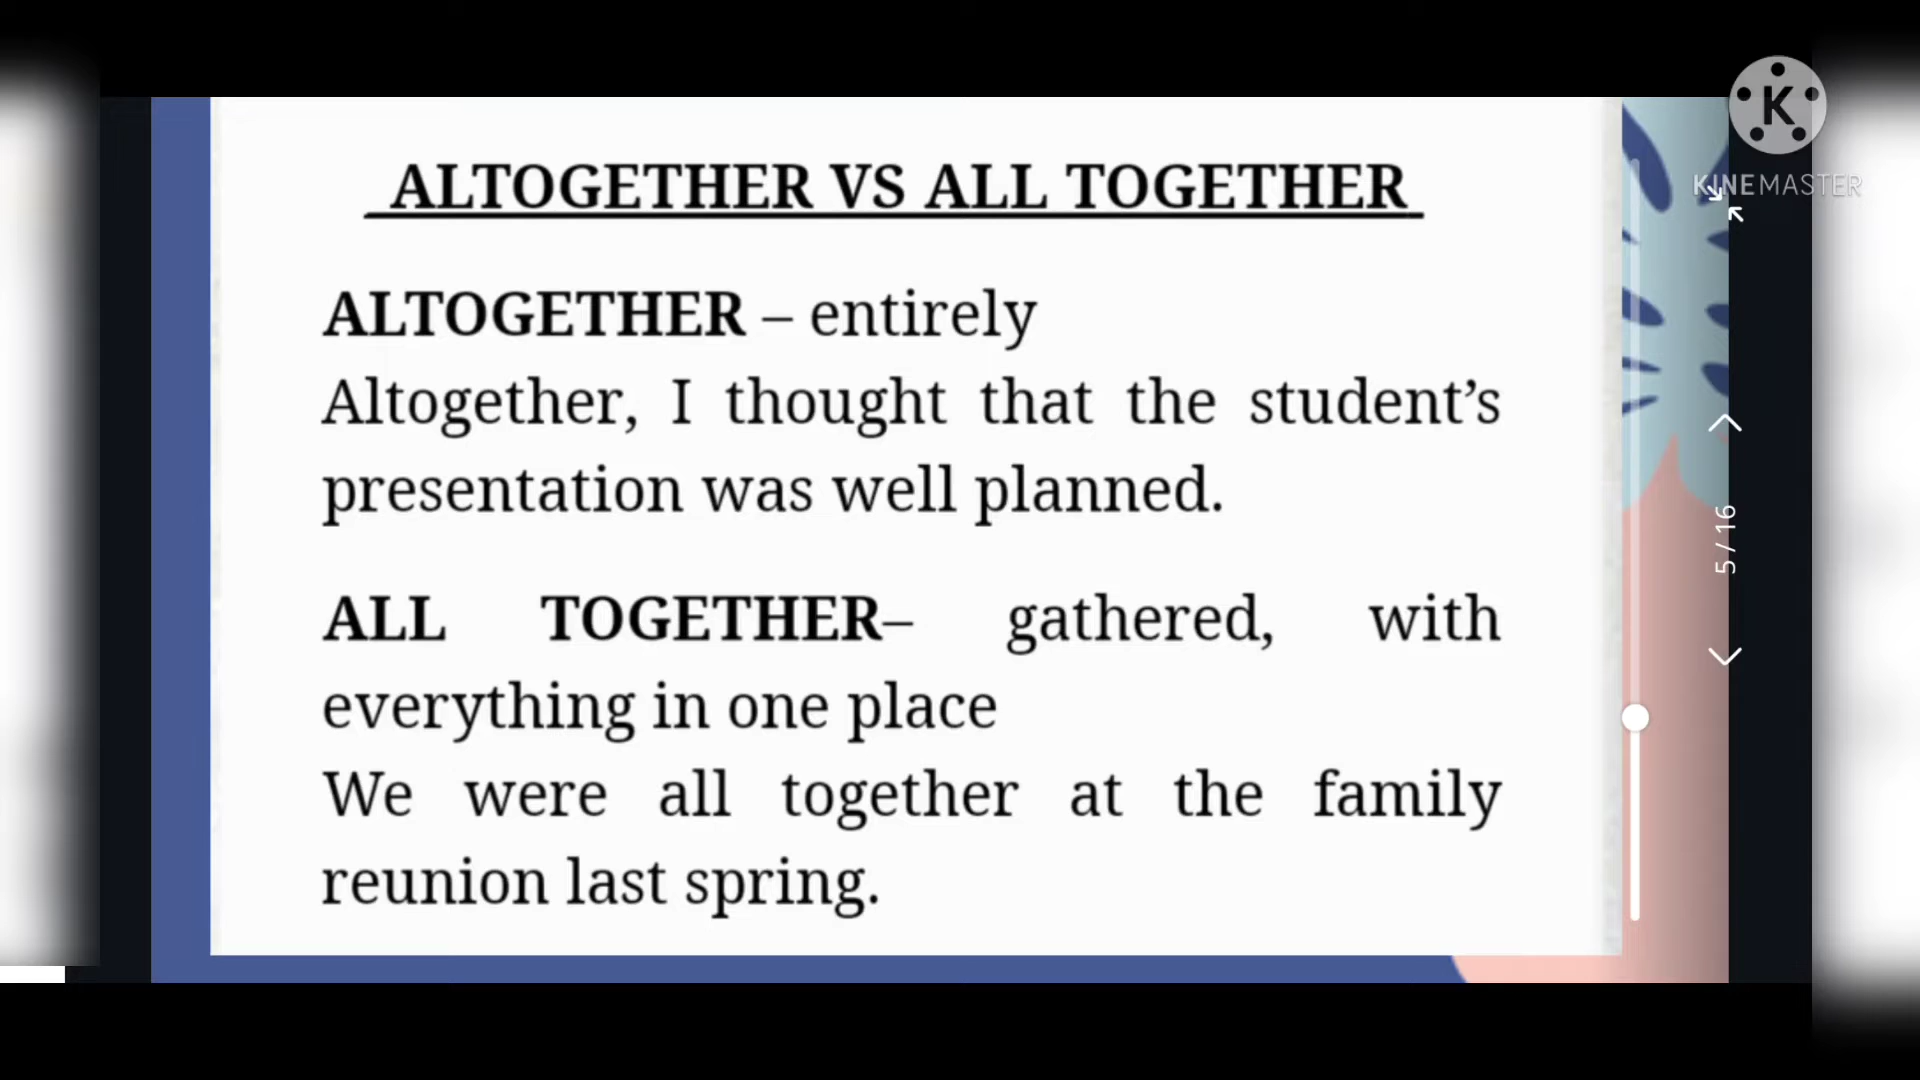 ALTOGETHER VS ALL TOGETHER
ALTOGETHER – entirely
Altogether, I thought that the student’s
presentation was well planned.
ALL TOGETHER– gathered, with
everything in one place
We were all together at the family
reunion last spring.
K
KINEMASTER
5 / 16